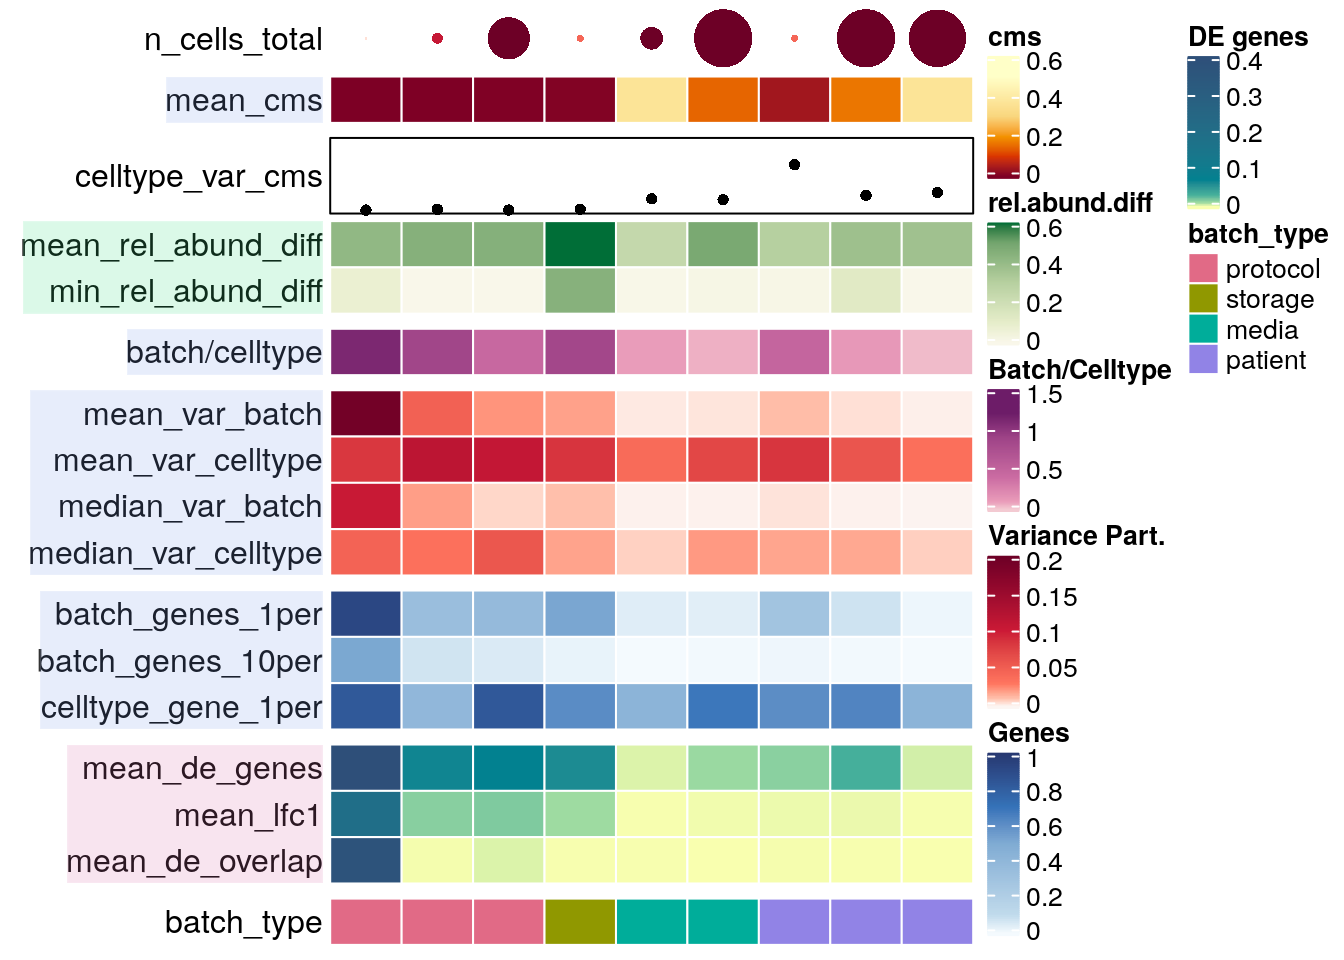 n_cells_total
mean_cms
celltype_var_cms
mean_rel_abund_diff
min_rel_abund_diff
batch/celltype
mean_var_batch
mean_var_celltype
median_var_batch
median_var_celltype
batch_genes_1per
batch_genes_10per
celltype_gene_1per
mean_de_genes
mean_lfc1
mean_de_overlap
batch_type
cms
0.6
0.4
0.2
0
rel.abund.diff
0.6
0.4
0.2
0
Batch/Celltype
1.5
1
0.5
0
Variance Part.
0.2
0.15
0.1
0.05
0
Genes
1
0.8
0.6
0.4
0.2
0
DE genes
0.4
0.3
0.2
0.1
0
batch_type
protocol
storage
media
patient